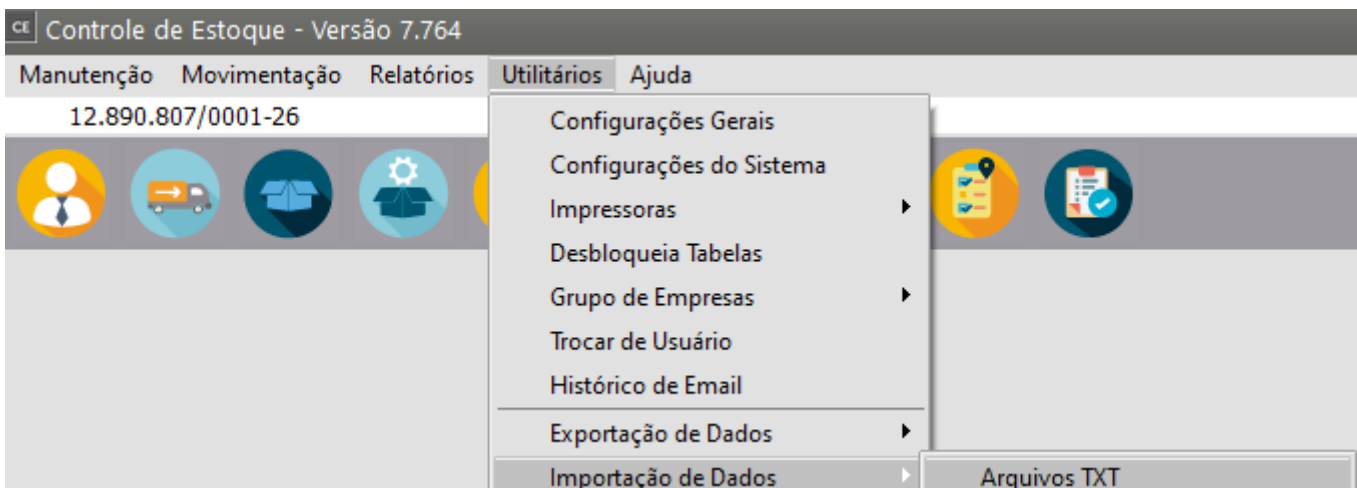 CE Controle de Estoque - Versão 7.764
Manutenção Movimentação Relatórios Utilitários Ajuda
12.890.807/0001-26
Configurações Gerais
Configurações do Sistema
Impressoras
Desbloqueia Tabelas
Grupo de Empresas
Trocar de Usuário
Histórico de Email
Exportação de Dados
Importação de Dados Arquivos TXT